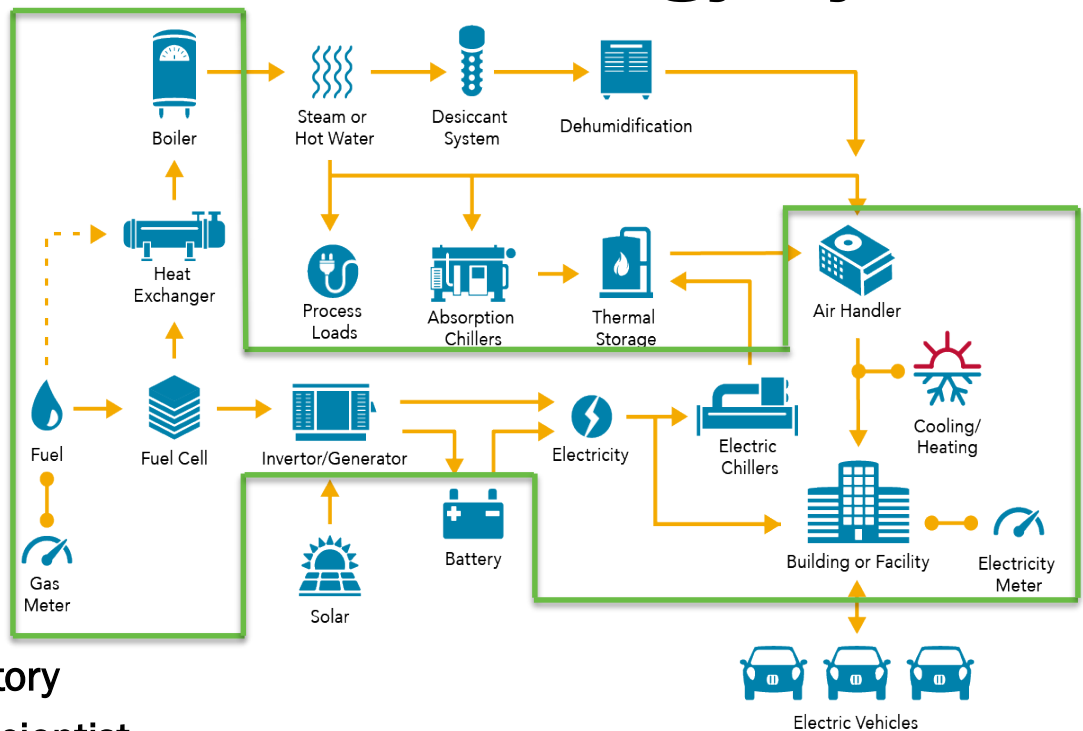 Boiler
Steam or
Hot Water
Desiccant
System
Dehumidification
Heat
Exchanger
Process
Loads
Absorption
Chillers
Thermal
Storage
Air Handler
Fuel
Fuel Cell
Invertor/Generator
Electricity
Electric
Chillers
Cooling/
Heating
Gas
Meter
Solar
Battery
Building or Facility
Electricity
Meter
Electric Vehicles
tory